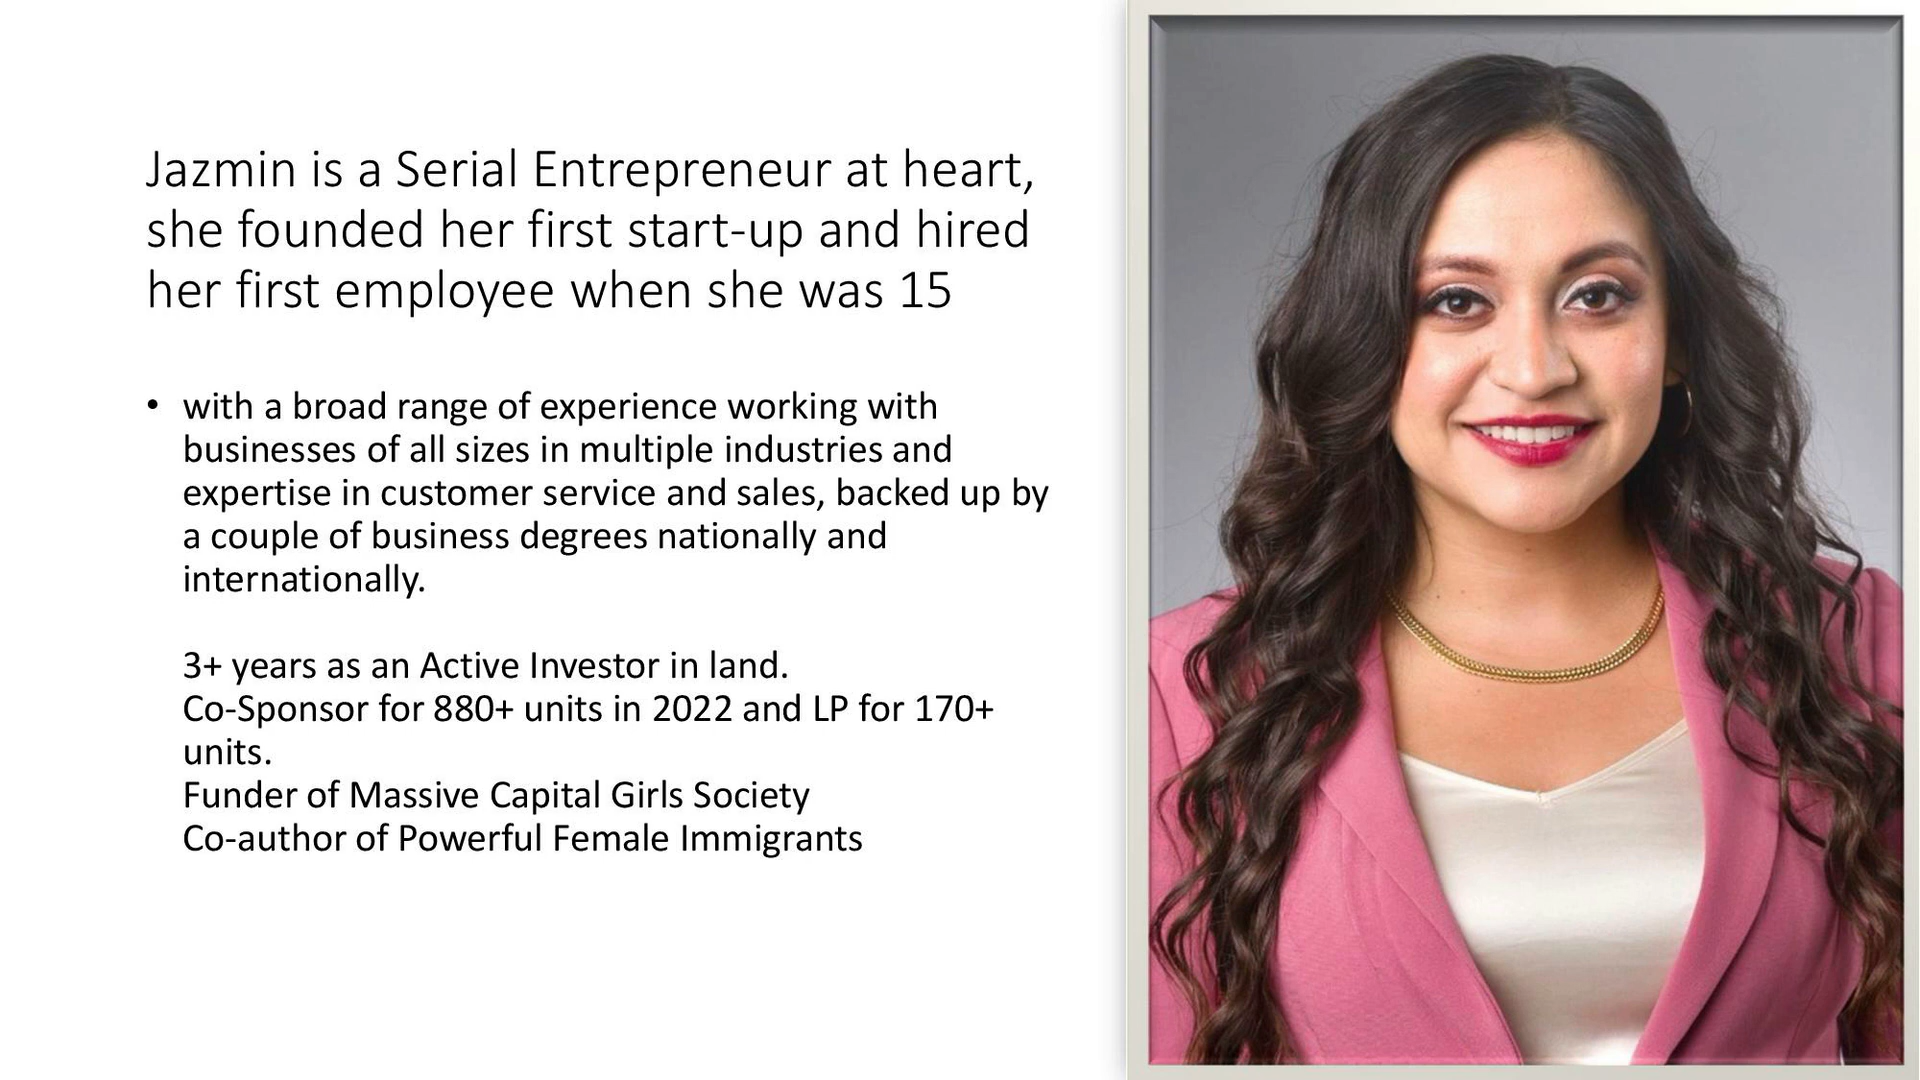 Jazmin is a Serial Entrepreneur at heart,
she founded her first start-up and hired
her first employee when she was 15
• with a broad range of experience working with
businesses of all sizes in multiple industries and
expertise in customer service and sales, backed up by
a couple of business degrees nationally and
internationally.
3+ years as an Active Investor in land.
Co-Sponsor for 880+ units in 2022 and LP for 170+
units.
Funder of Massive Capital Girls Society
Co-author of Powerful Female Immigrants